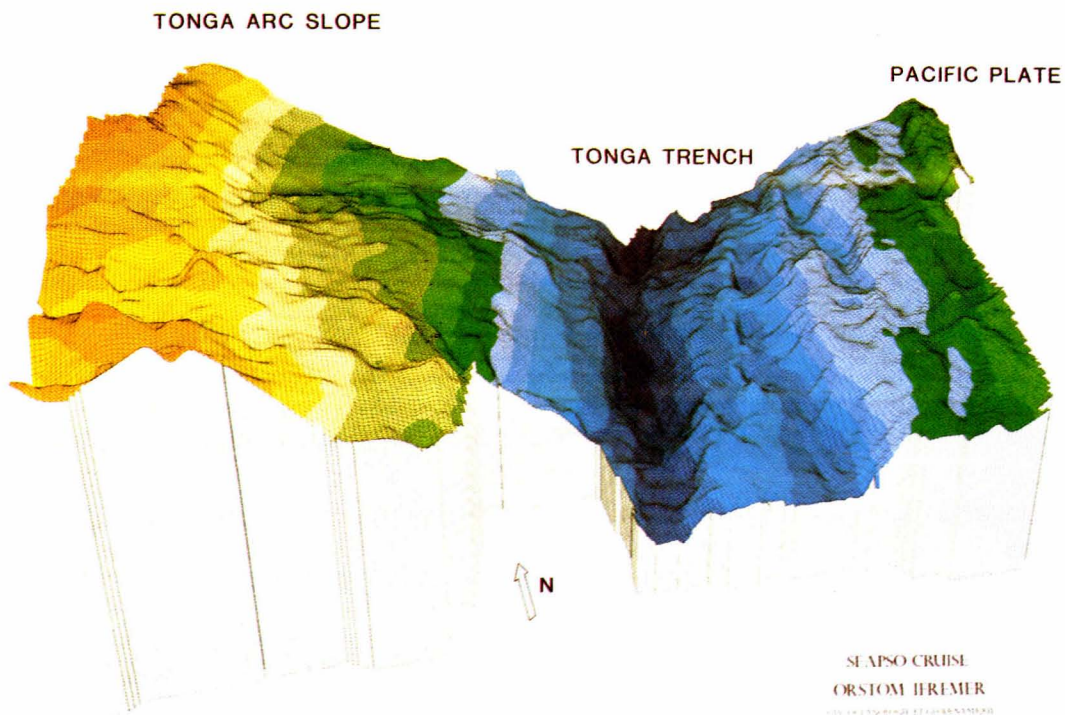 TONGA ARC SLOPE
PACIFIC PLATE
TONGA TRENCH
N
SEAPSO CRUISE
ORSTOM IFREMER